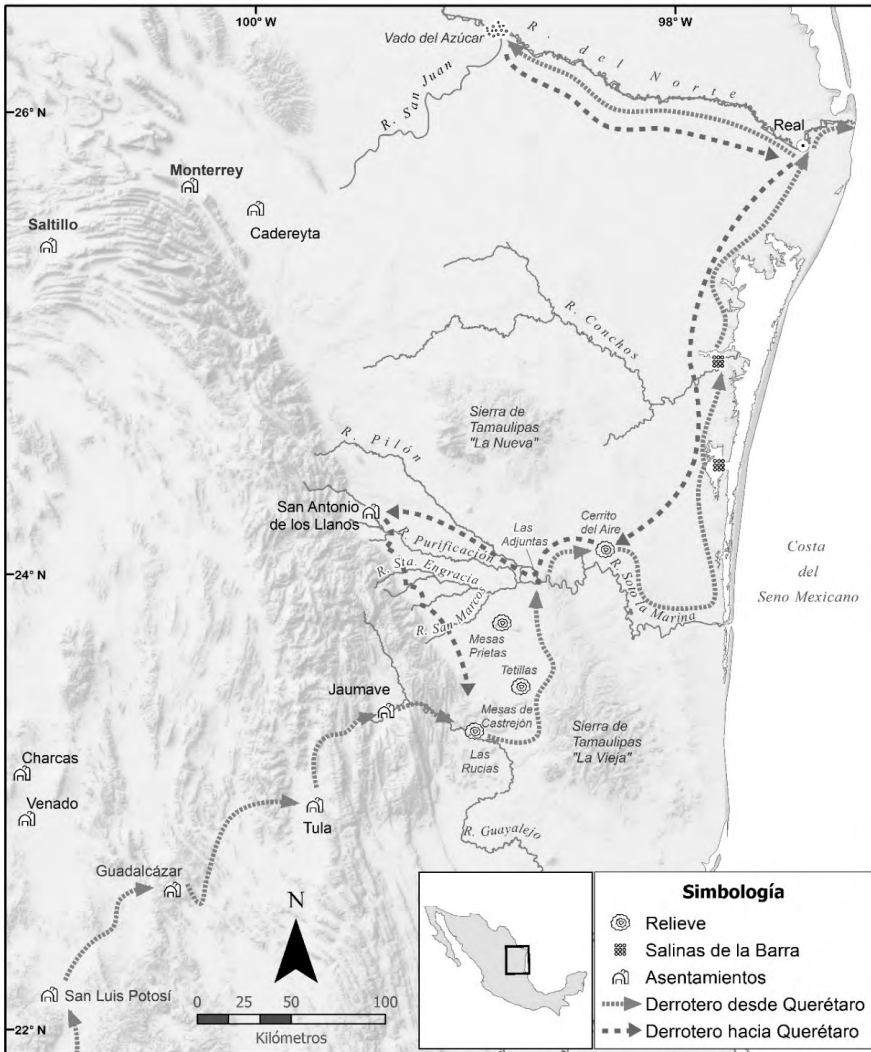 100° W
98° W
Vado del Azúcar
R. del Norte
R. San Juan
26° N
Real
Monterrey
Cadereyta
Saltillo
R. Conchos
Sierra de
Tamaulipas
"La Nueva"
R. Pilón
San Antonio
de los Llanos
Las
Adjuntas
Cerrito
del Aire
R. Purificación
24° N
R. Sta. Engracia
R. Soto la Marina
Costa
del
Seno Mexicano
R. San Marcos
Mesas
Prietas
Tetillas
Jaumave
Mesas de
Castrejón
Sierra de
Tamaulipas
"La Vieja"
Las
Rucias
Charcas
Venado
Tula
R. Guayalejo
Guadalcázar
N
San Luis Potosí
0 25 50 100
Kilómetros
22° N
Simbología
Relieve
Salinas de la Barra
Asentamientos
Derrotero desde Querétaro
Derrotero hacia Querétaro